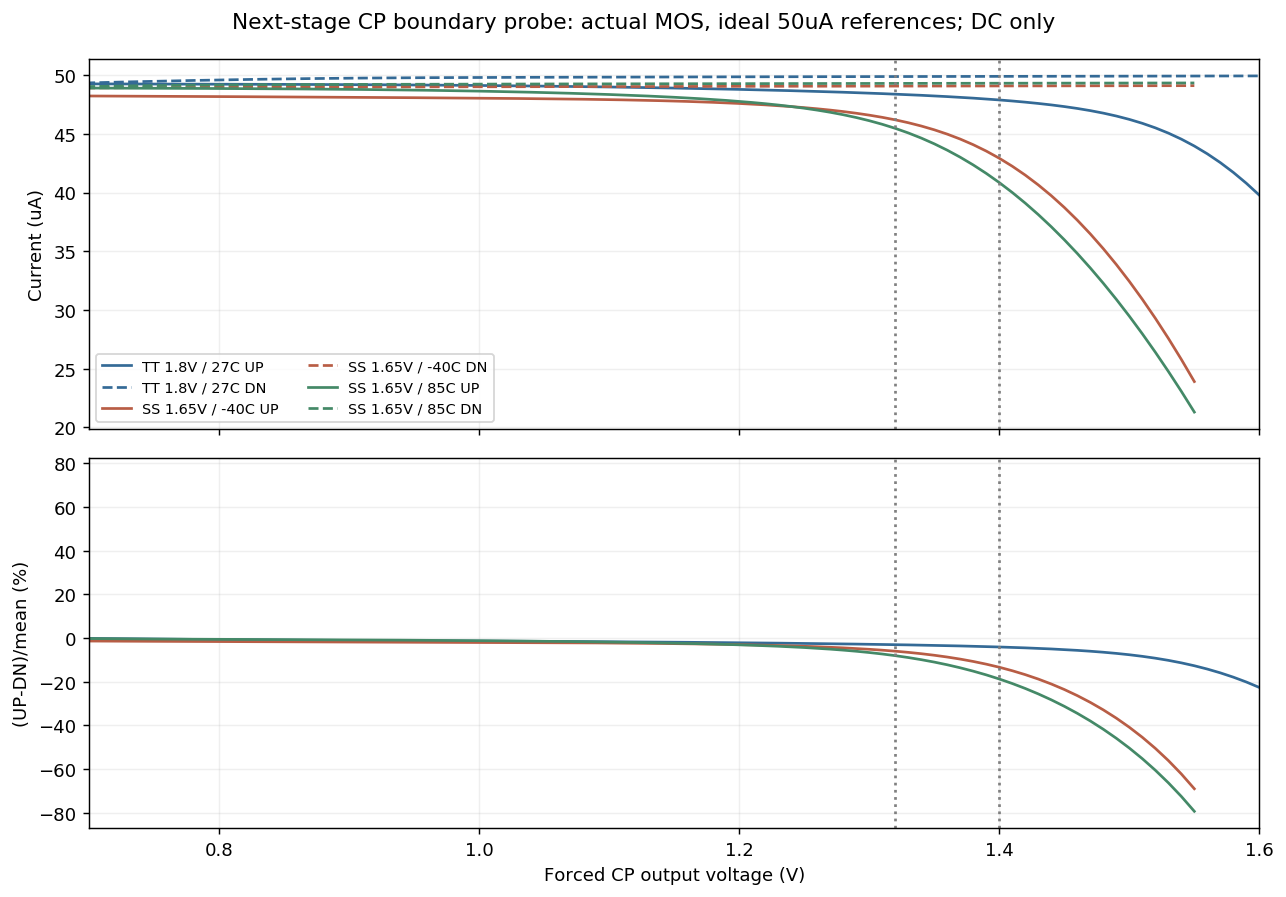 Next-stage CP boundary probe: actual MOS, ideal 50uA references; DC only
Current (uA)
50
45
40
35
30
25
20
TT 1.8V / 27C UP
TT 1.8V / 27C DN
SS 1.65V / -40C UP
SS 1.65V / -40C DN
SS 1.65V / 85C UP
SS 1.65V / 85C DN
(UP-DN)/mean (%)
80
60
40
20
0
−20
−40
−60
−80
0.8
1.0
1.2
1.4
1.6
Forced CP output voltage (V)